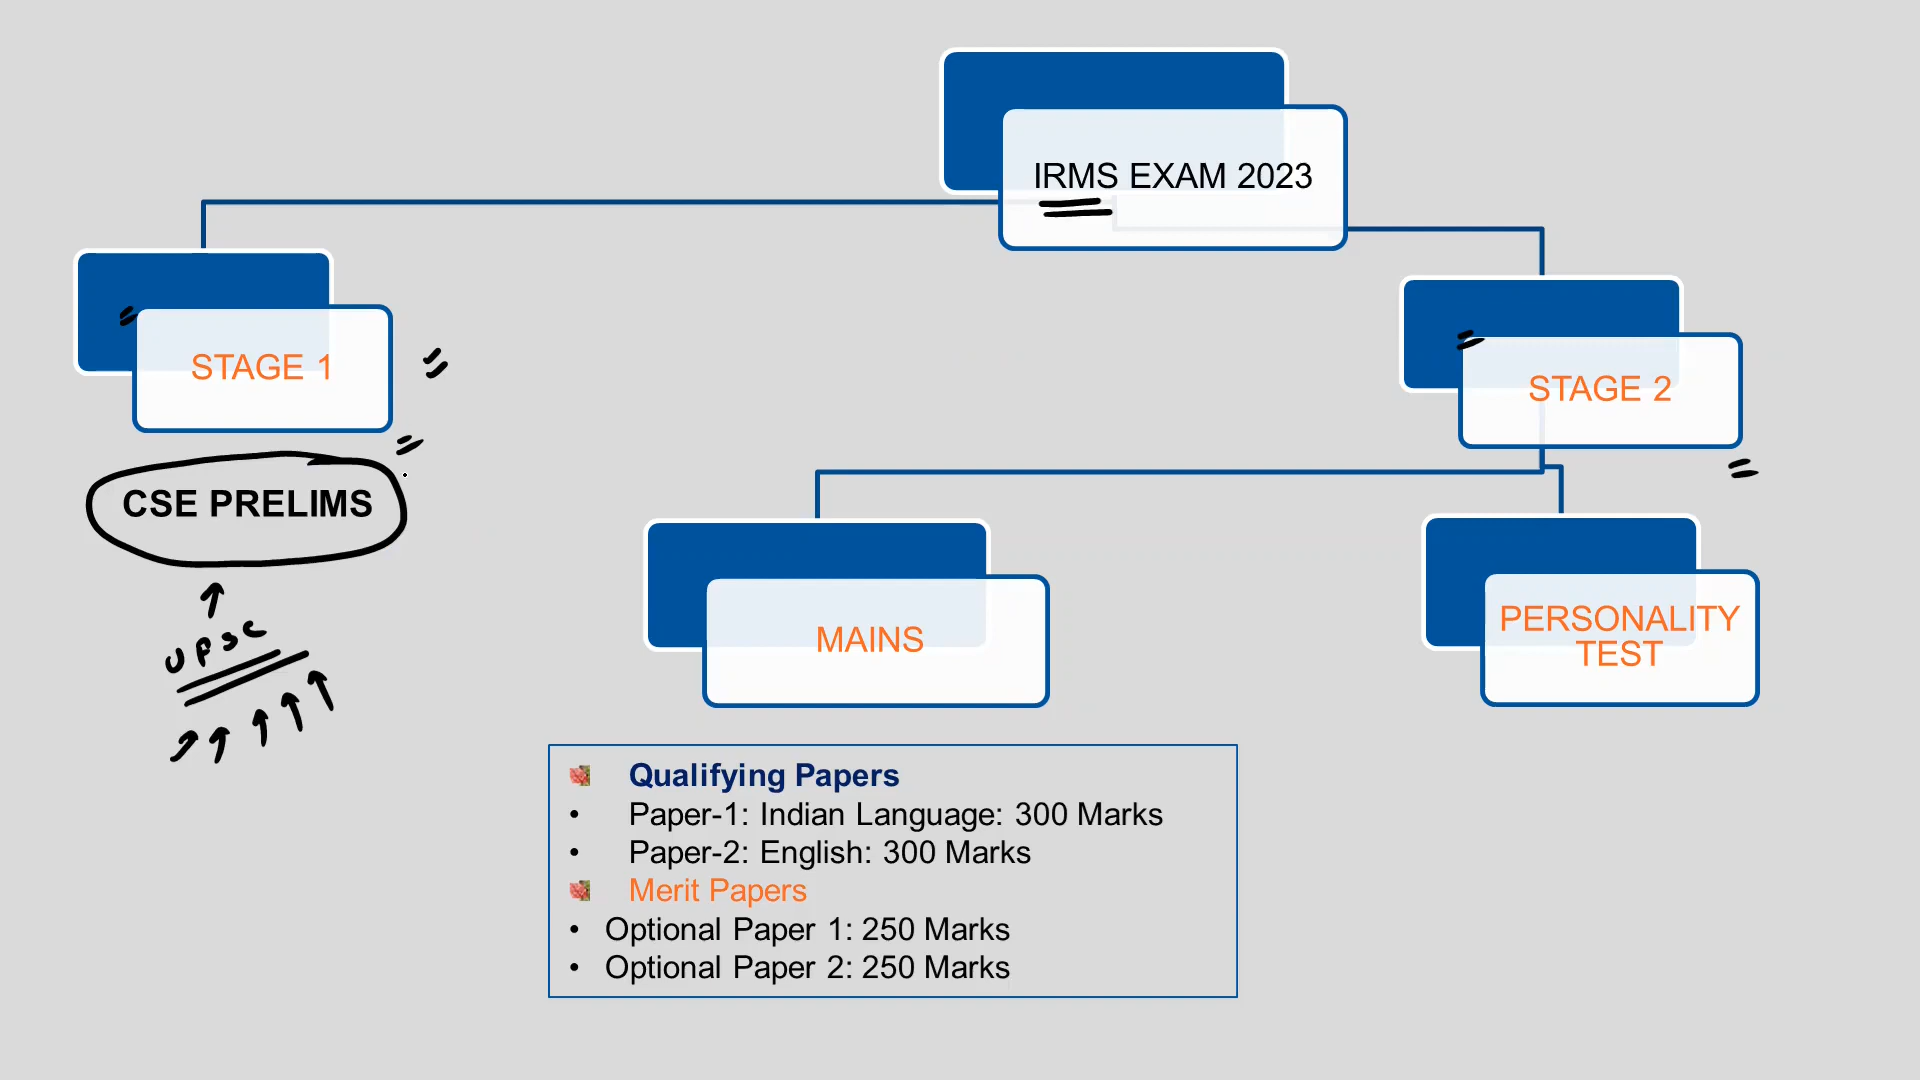 IRMS EXAM 2023
STAGE 1
STAGE 2
CSE PRELIMS
UPSC
MAINS
PERSONALITY
TEST
Qualifying Papers
• Paper-1: Indian Language: 300 Marks
• Paper-2: English: 300 Marks
Merit Papers
• Optional Paper 1: 250 Marks
• Optional Paper 2: 250 Marks